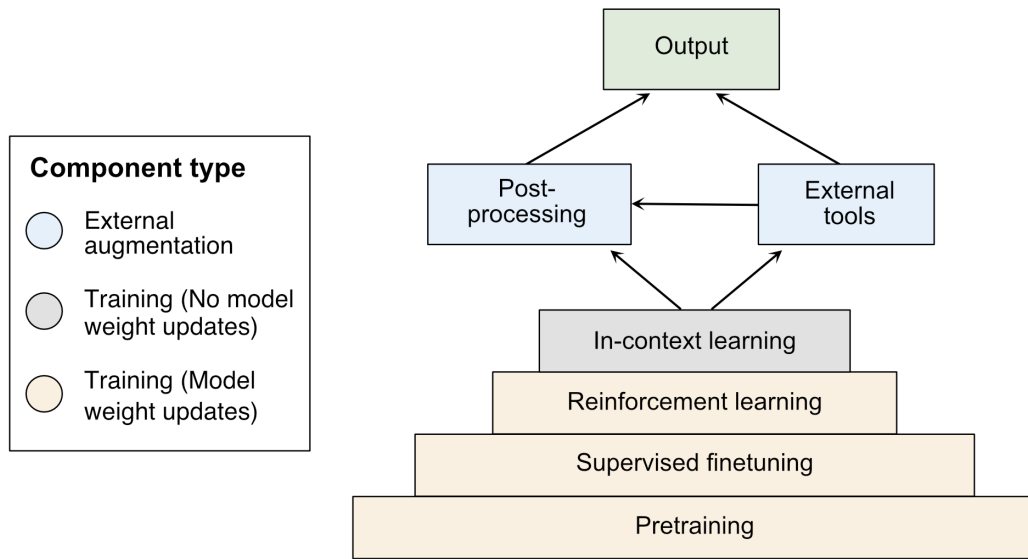 Output
Component type
External
augmentation
Training (No model
weight updates)
Training (Model
weight updates)
Post-
processing
External
tools
In-context learning
Reinforcement learning
Supervised finetuning
Pretraining